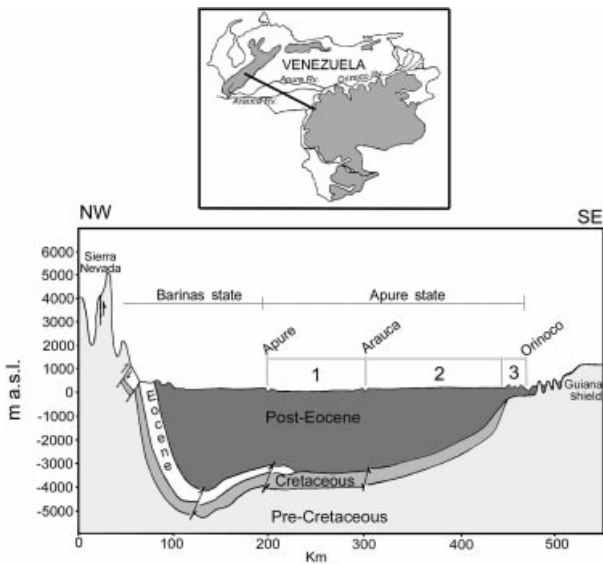 VENEZUELA
Apure Rv.
Orinoco Rv.
Arauca Rv.
NW
SE
Sierra
Nevada
Barinas state
Apure state
Apure
Arauca
Orinoco
1
2
3
Guiana
shield
m a.s.l.
6000
5000
4000
3000
2000
1000
0
-1000
-2000
-3000
-4000
-5000
Eocene
Post-Eocene
Cretaceous
Pre-Cretaceous
0
100
200
300
400
500
Km